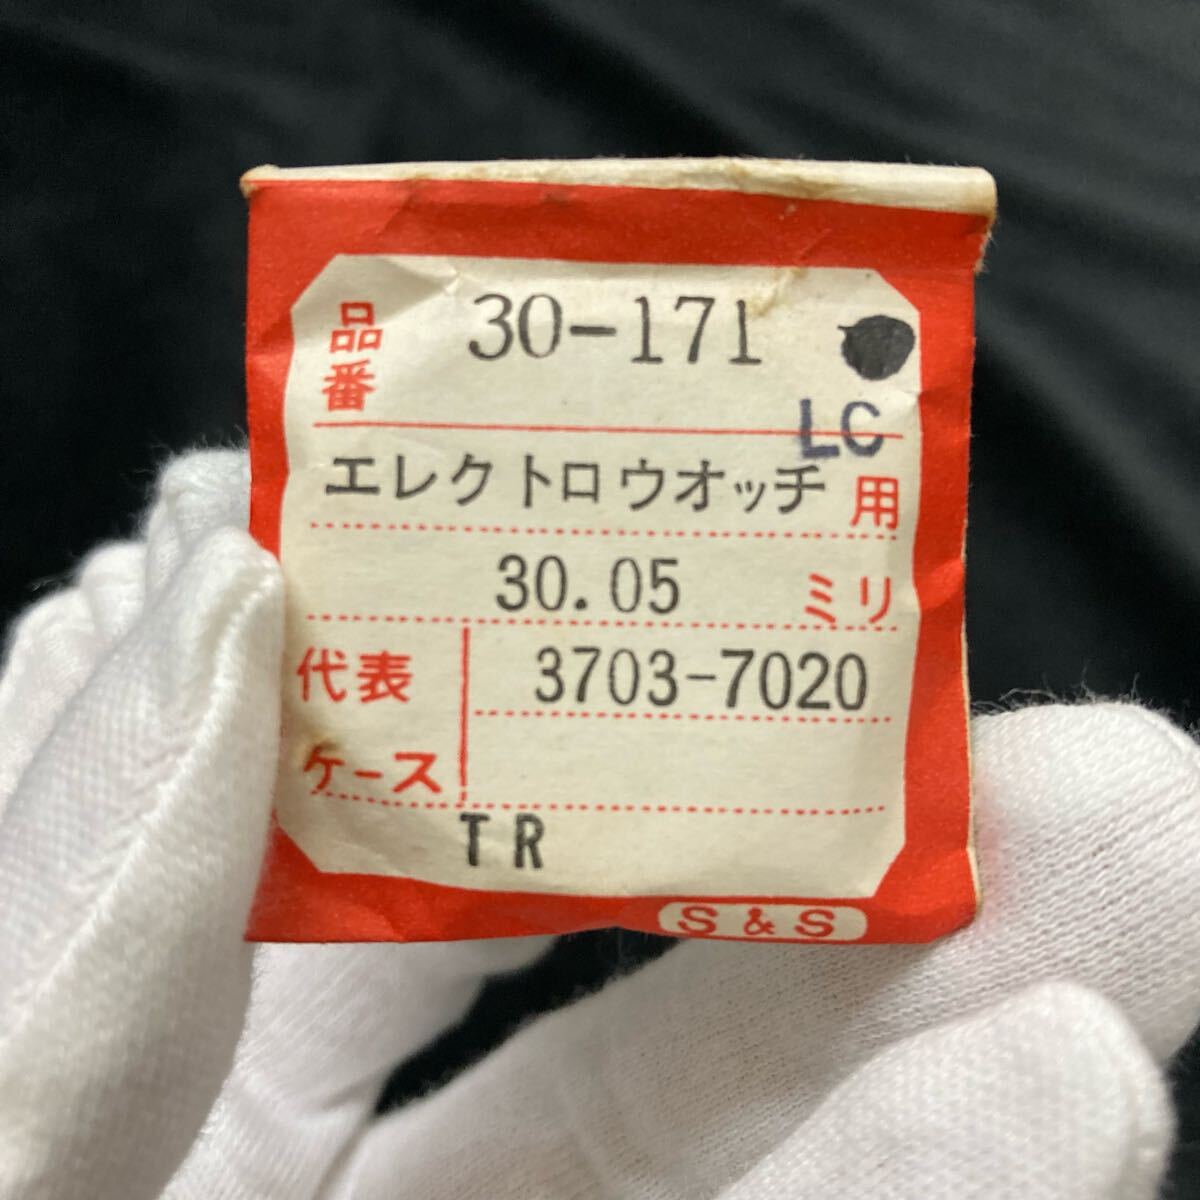 品番 30-171
LC
エレクトロウオッチ用
30.05 ミリ
代表 3703-7020
ケース
TR
S & S